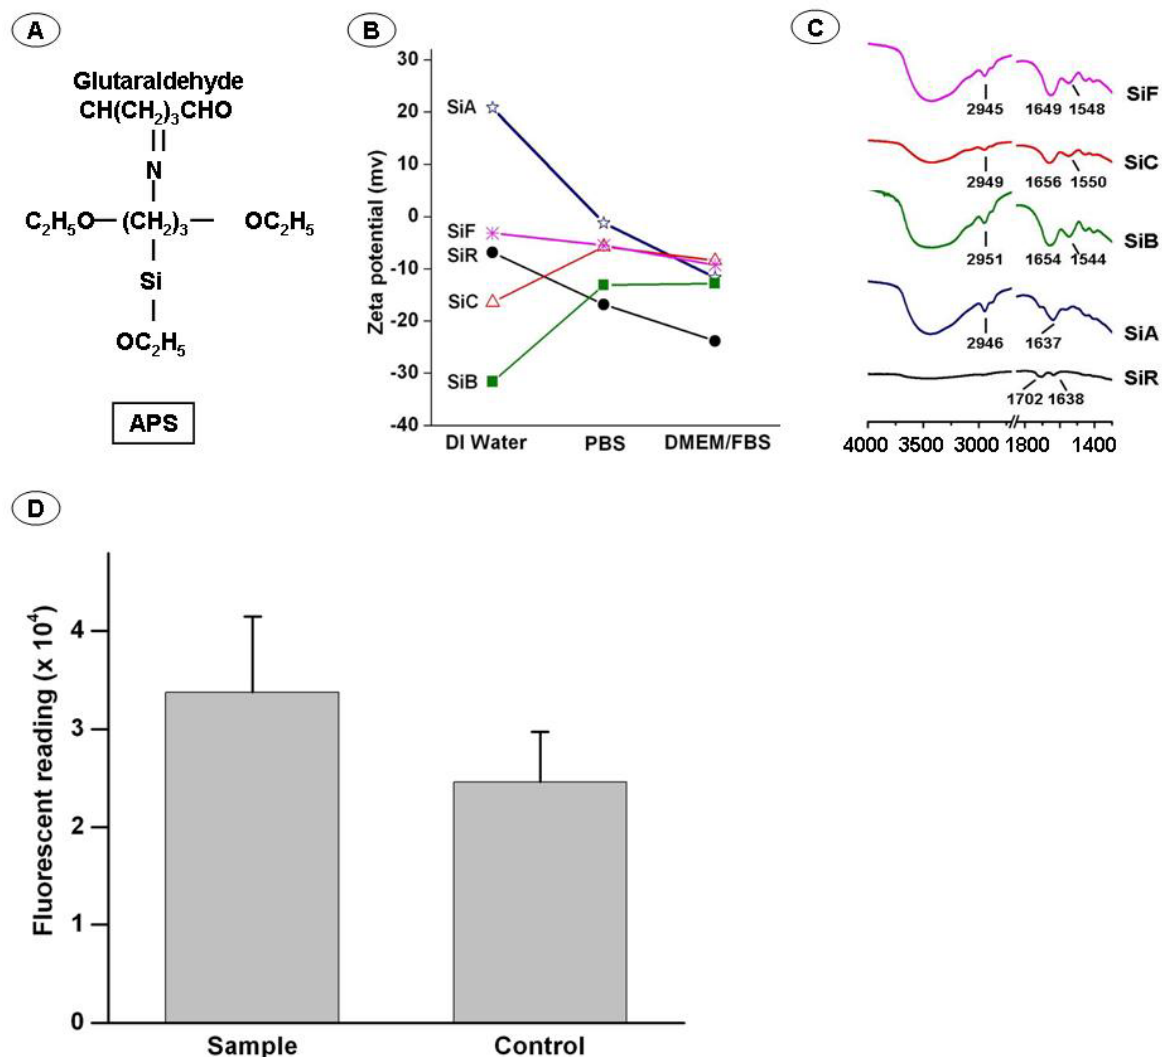 A
Glutaraldehyde
CH(CH₂)₃CHO
N
C₂H₅O— (CH₂)₃— OC₂H₅
Si
OC₂H₅
APS
B
Zeta potential (mv)
30
20
10
0
-10
-20
-30
-40
SiA
SiF
SiR
SiC
SiB
DI Water PBS DMEM/FBS
C
SiF
2945 1649 1548
SiC
2949 1656 1550
SiB
2951 1654 1544
SiA
2946 1637
SiR
1702 1638
4000 3500 3000 1800 1400
D
Fluorescent reading (x 10⁴)
4
3
2
1
0
Sample Control